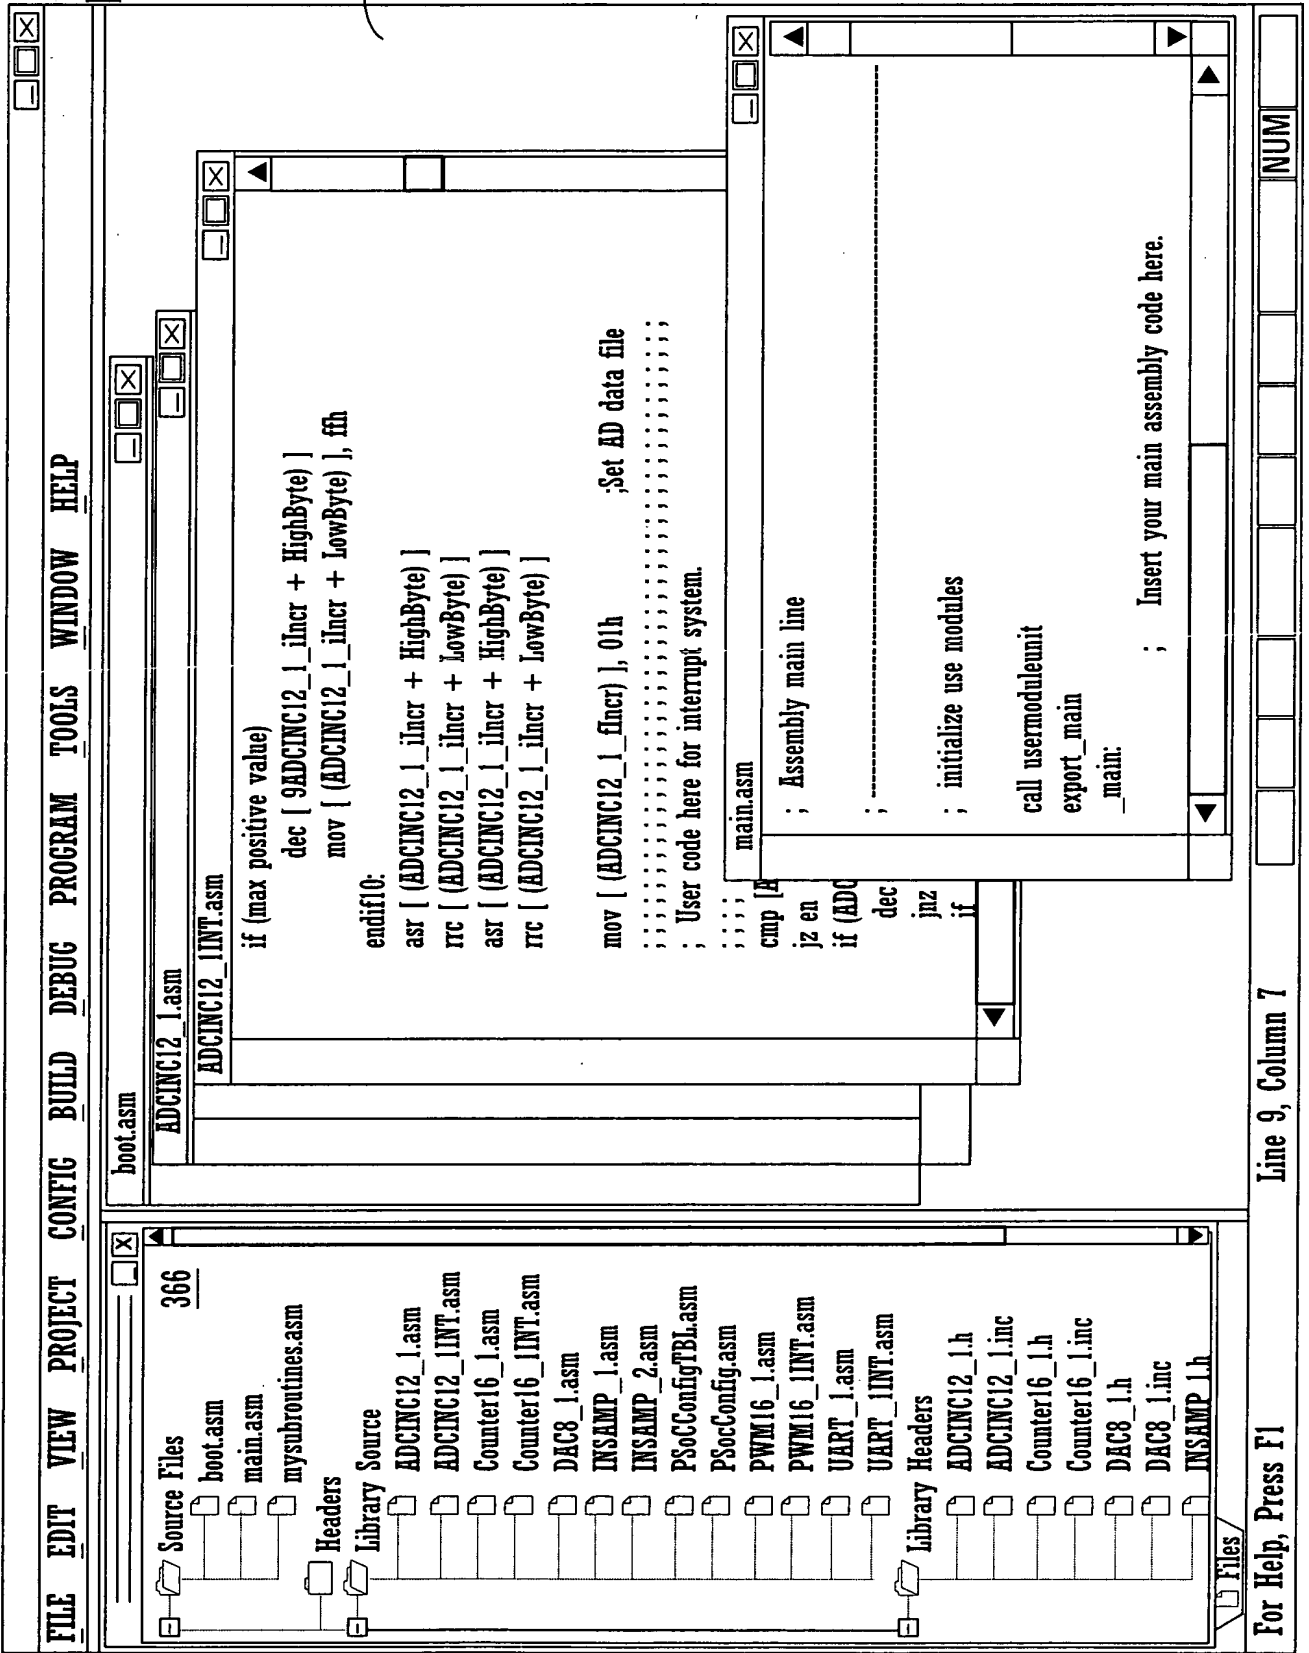 FILE EDIT VIEW PROJECT CONFIG BUILD DEBUG PROGRAM TOOLS WINDOW HELP
366
Source Files
boot.asm
main.asm
mysubroutines.asm
Headers
Library Source
ADCINC12_1.asm
ADCINC12_1INT.asm
Counter16_1.asm
Counter16_1INT.asm
DAC8_1.asm
INSAMP_1.asm
INSAMP_2.asm
PSoCConfigTBL.asm
PSocConfig.asm
PWM16_1.asm
PWM16_1INT.asm
UART_1.asm
UART_1INT.asm
Library Headers
ADCINC12_1.h
ADCINC12_1.inc
Counter16_1.h
Counter16_1.inc
DAC8_1.h
DAC8_1.inc
INSAMP_1.h
Files
boot.asm
ADCINC12_1.asm
ADCINC12_1INT.asm
if (max positive value)
dec [ 9ADCINC12_1_iIncr + HighByte) ]
mov [ (ADCINC12_1_iIncr + LowByte) ], ffh
endif10:
asr [ (ADCINC12_1_iIncr + HighByte) ]
rrc [ (ADCINC12_1_iIncr + LowByte) ]
asr [ (ADCINC12_1_iIncr + HighByte) ]
rrc [ (ADCINC12_1_iIncr + LowByte) ]
mov [ (ADCINC12_1_fIncr) ], 01h ;Set AD data file
; User code here for interrupt system.
; ; ; ;
cmp [A
jz en
if (ADC
dec
jnz
if
main.asm
; Assembly main line
; ------------------------------------------------------------
; initialize use modules
call usermoduleunit
export_main
_main:
; Insert your main assembly code here.
For Help, Press F1 Line 9, Column 7 NUM